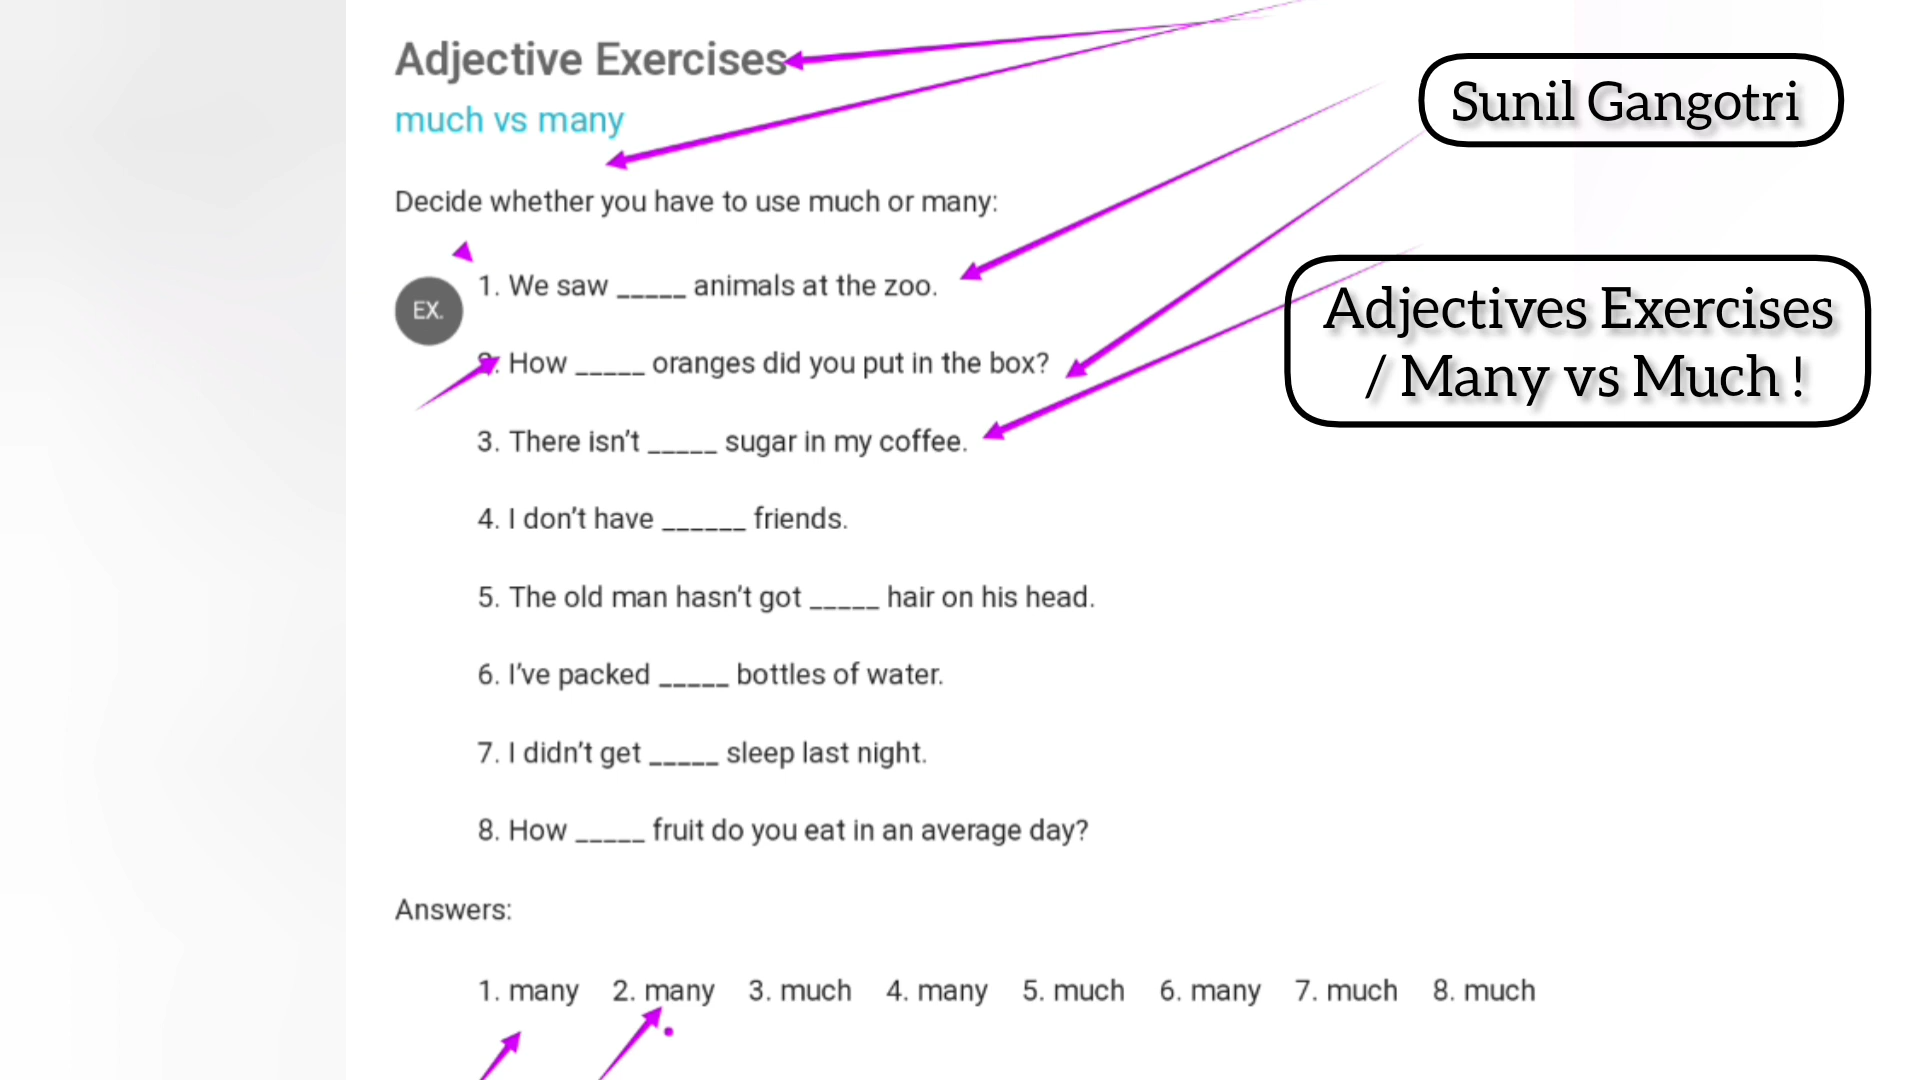 Adjective Exercises
much vs many
Sunil Gangotri
Decide whether you have to use much or many:
Adjectives Exercises
/ Many vs Much !
EX.
1. We saw _____ animals at the zoo.
2. How _____ oranges did you put in the box?
3. There isn't _____ sugar in my coffee.
4. I don't have ______ friends.
5. The old man hasn't got _____ hair on his head.
6. I've packed _____ bottles of water.
7. I didn't get _____ sleep last night.
8. How _____ fruit do you eat in an average day?
Answers:
1. many 2. many 3. much 4. many 5. much 6. many 7. much 8. much